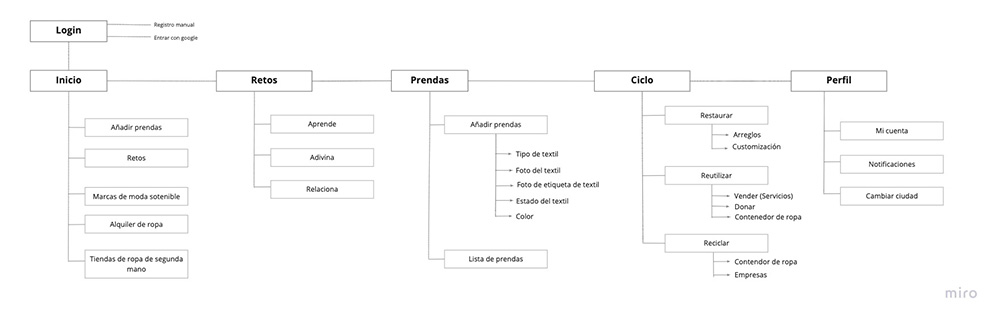 Login
Registro manual
Entrar con google
Inicio
Retos
Prendas
Ciclo
Perfil
Añadir prendas
Retos
Marcas de moda sotenible
Alquiler de ropa
Tiendas de ropa de segunda
mano
Aprende
Adivina
Relaciona
Añadir prendas
Tipo de textil
Foto del textil
Foto de etiqueta de textil
Estado del textil
Color
Lista de prendas
Restaurar
Arreglos
Customización
Reutilizar
Vender (Servicios)
Donar
Contenedor de ropa
Reciclar
Contendor de ropa
Empresas
Mi cuenta
Notificaciones
Cambiar ciudad
miro